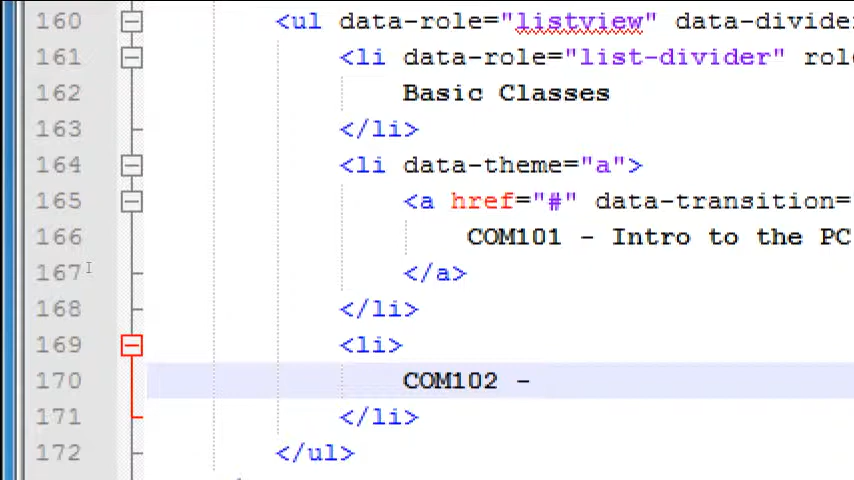 160 <ul data-role="listview" data-divide
161 <li data-role="list-divider" role
162 Basic Classes
163 </li>
164 <li data-theme="a">
165 <a href="#" data-transition=
166 COM101 - Intro to the PC
167 </a>
168 </li>
169 <li>
170 COM102 -
171 </li>
172 </ul>